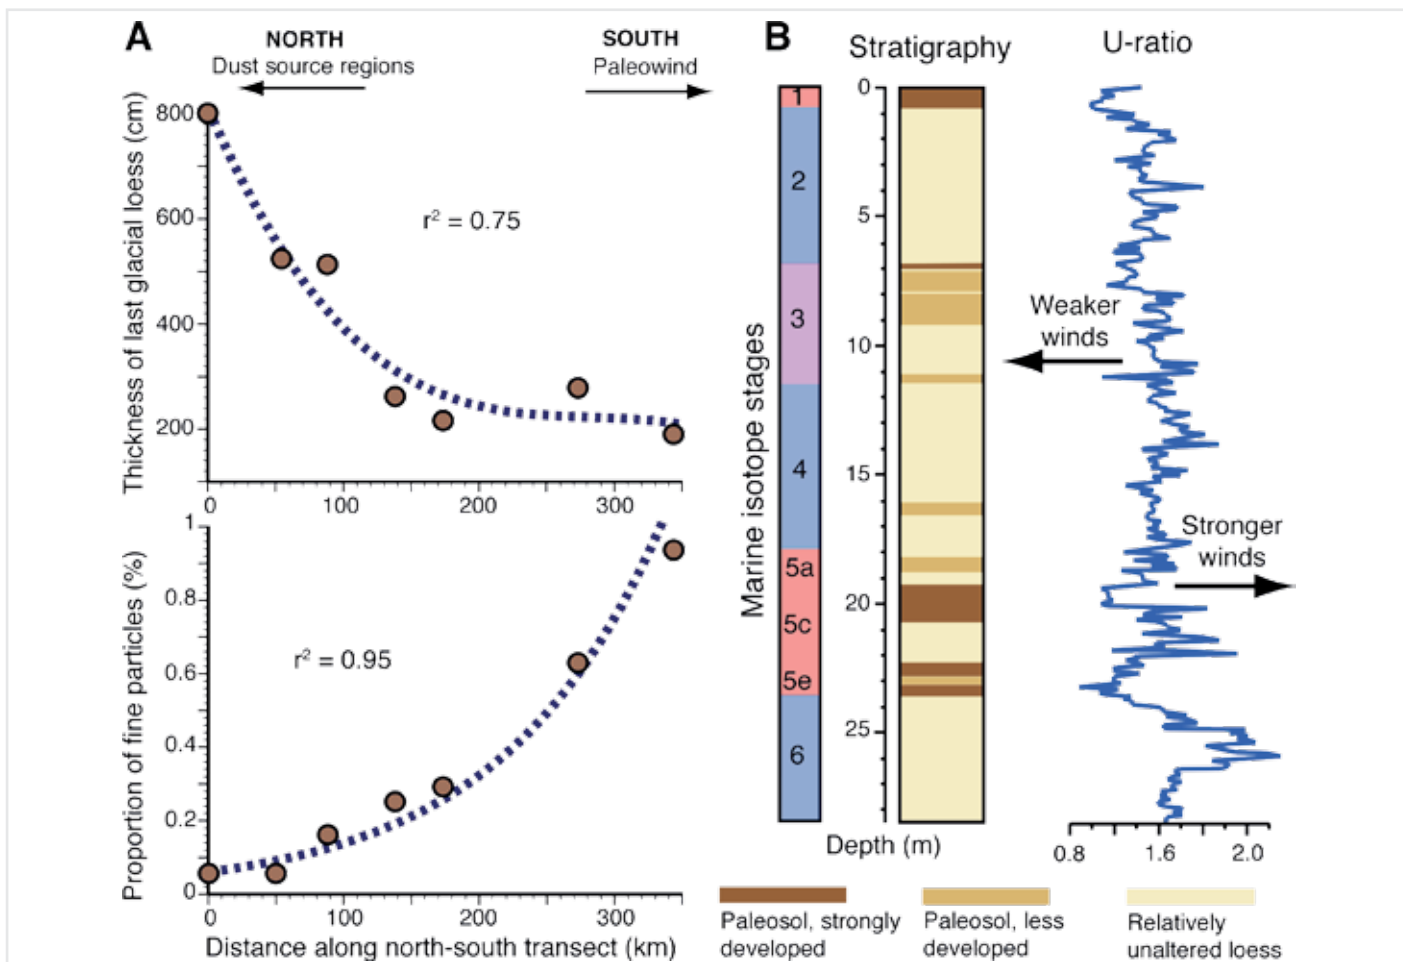 A
NORTH
Dust source regions
SOUTH
Paleowind
Thickness of last glacial loess (cm)
800
600
400
200
r² = 0.75
0
100
200
300
Proportion of fine particles (%)
1
0.8
0.6
0.4
0.2
0
r² = 0.95
0
100
200
300
Distance along north-south transect (km)
B
Stratigraphy
U-ratio
Marine isotope stages
1
2
3
4
5a
5c
5e
6
0
5
10
15
20
25
Depth (m)
Weaker
winds
Stronger
winds
0.8
1.6
2.0
Paleosol, strongly
developed
Paleosol, less
developed
Relatively
unaltered loess